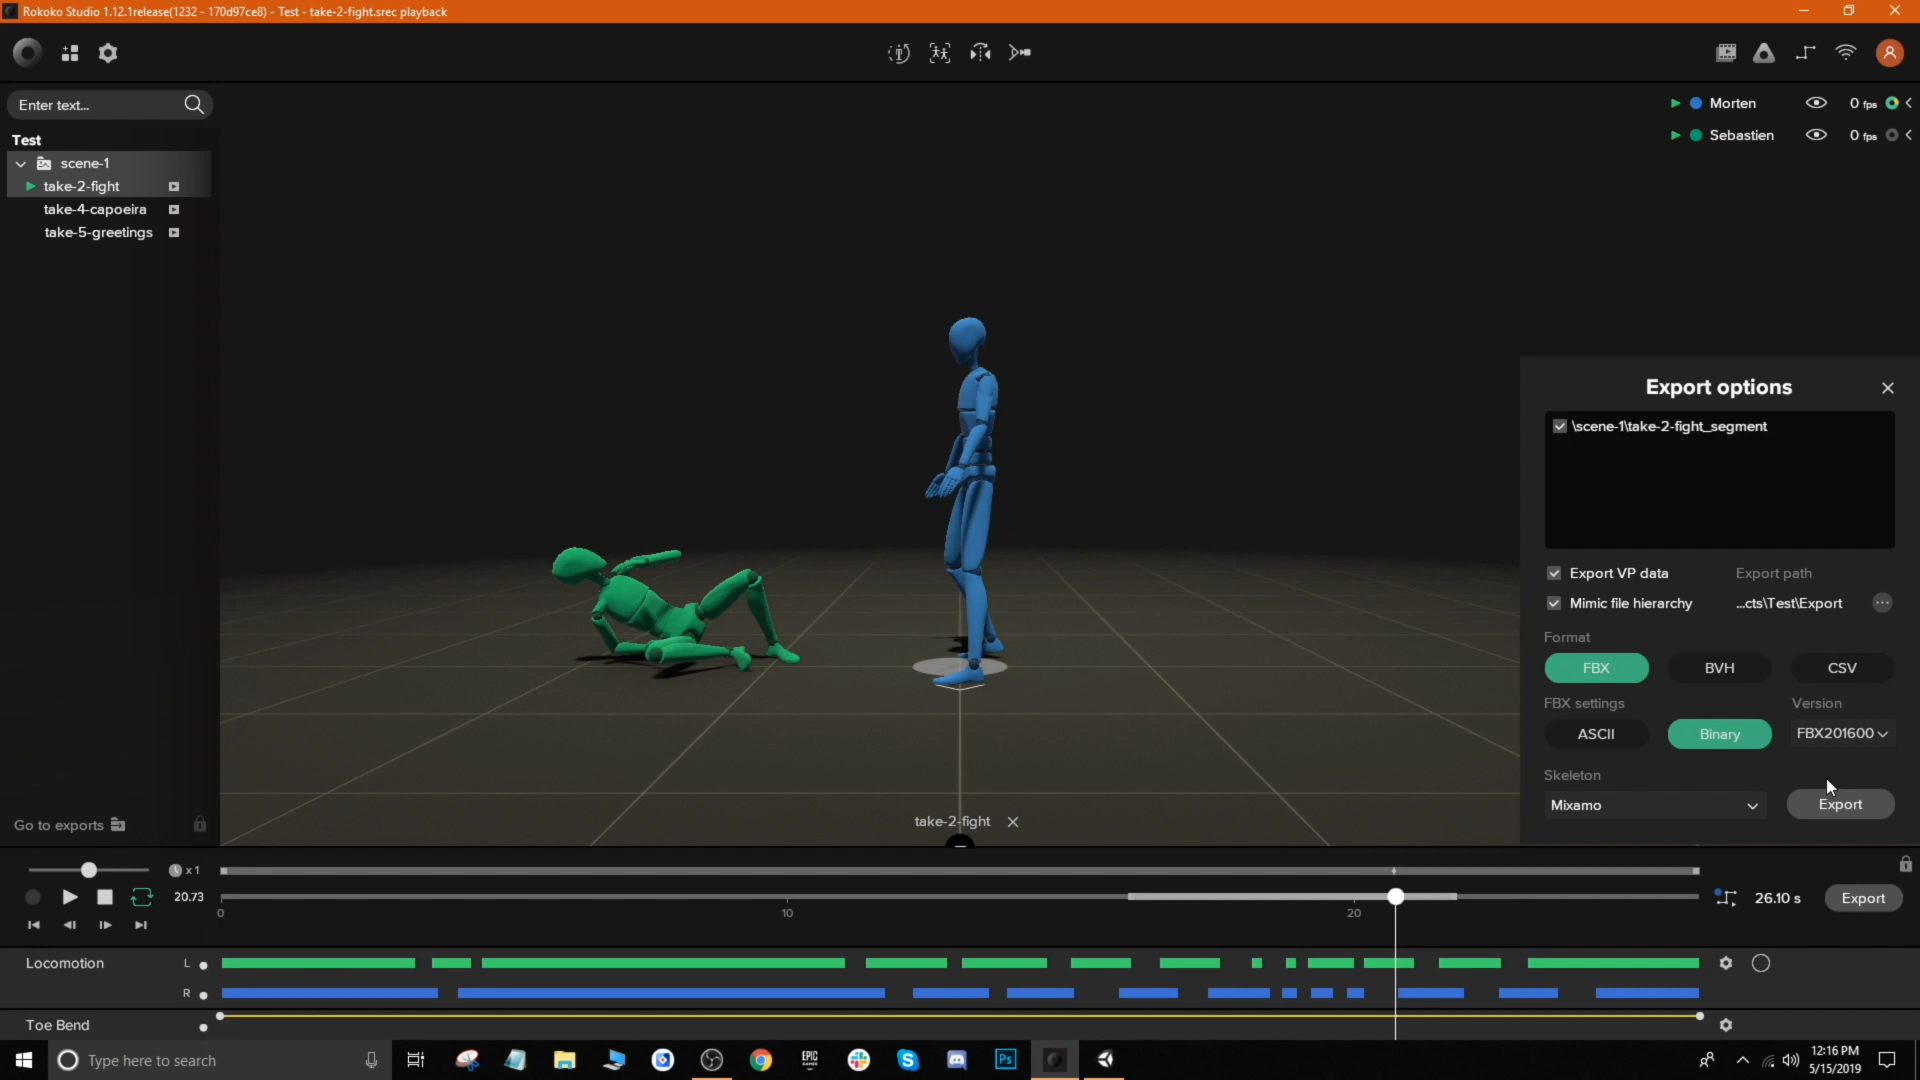 Rokoko Studio 1.12.1release(1232 - 170d97ce8) - Test - take-2-fight.srec playback
Enter text...
Test
scene-1
take-2-fight
take-4-capoeira
take-5-greetings
Morten 0 fps
Sebastien 0 fps
Export options
\scene-1\take-2-fight_segment
Export VP data Export path
Mimic file hierarchy ...cts\Test\Export
Format
FBX BVH CSV
FBX settings Version
ASCII Binary FBX201600
Skeleton
Mixamo Export
take-2-fight
Go to exports
x 1
20.73 26.10 s Export
0 10 20
Locomotion L
R
Toe Bend
Type here to search
EPIC
GAMES
Ps
12:16 PM
5/15/2019